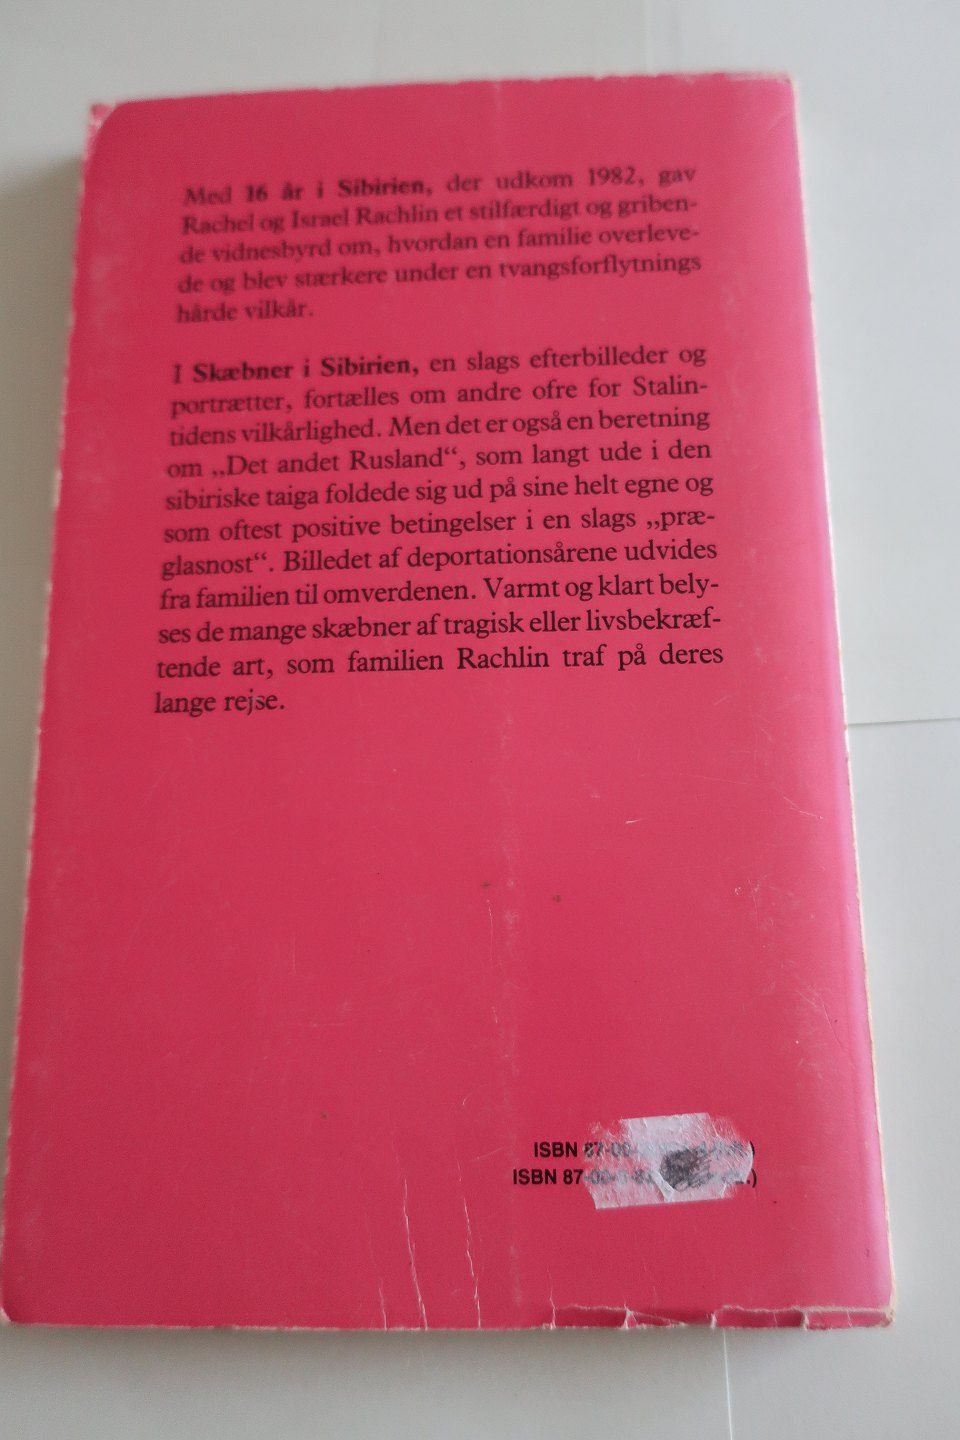 Med 16 år i Sibirien, der udkom 1982, gav
Rachel og Israel Rachlin et stilfærdigt og griben-
de vidnesbyrd om, hvordan en familie overleve-
de og blev stærkere under en tvangsforflytnings
hårde vilkår.
I Skæbner i Sibirien, en slags efterbilleder og
portrætter, fortælles om andre ofre for Stalin-
tidens vilkårlighed. Men det er også en beretning
om „Det andet Rusland“, som langt ude i den
sibiriske taiga foldede sig ud på sine helt egne og
som oftest positive betingelser i en slags „præ-
glasnost“. Billedet af deportationsårene udvides
fra familien til omverdenen. Varmt og klart bely-
ses de mange skæbner af tragisk eller livsbekræf-
tende art, som familien Rachlin traf på deres
lange rejse.
ISBN 87-00-
ISBN 87-00-